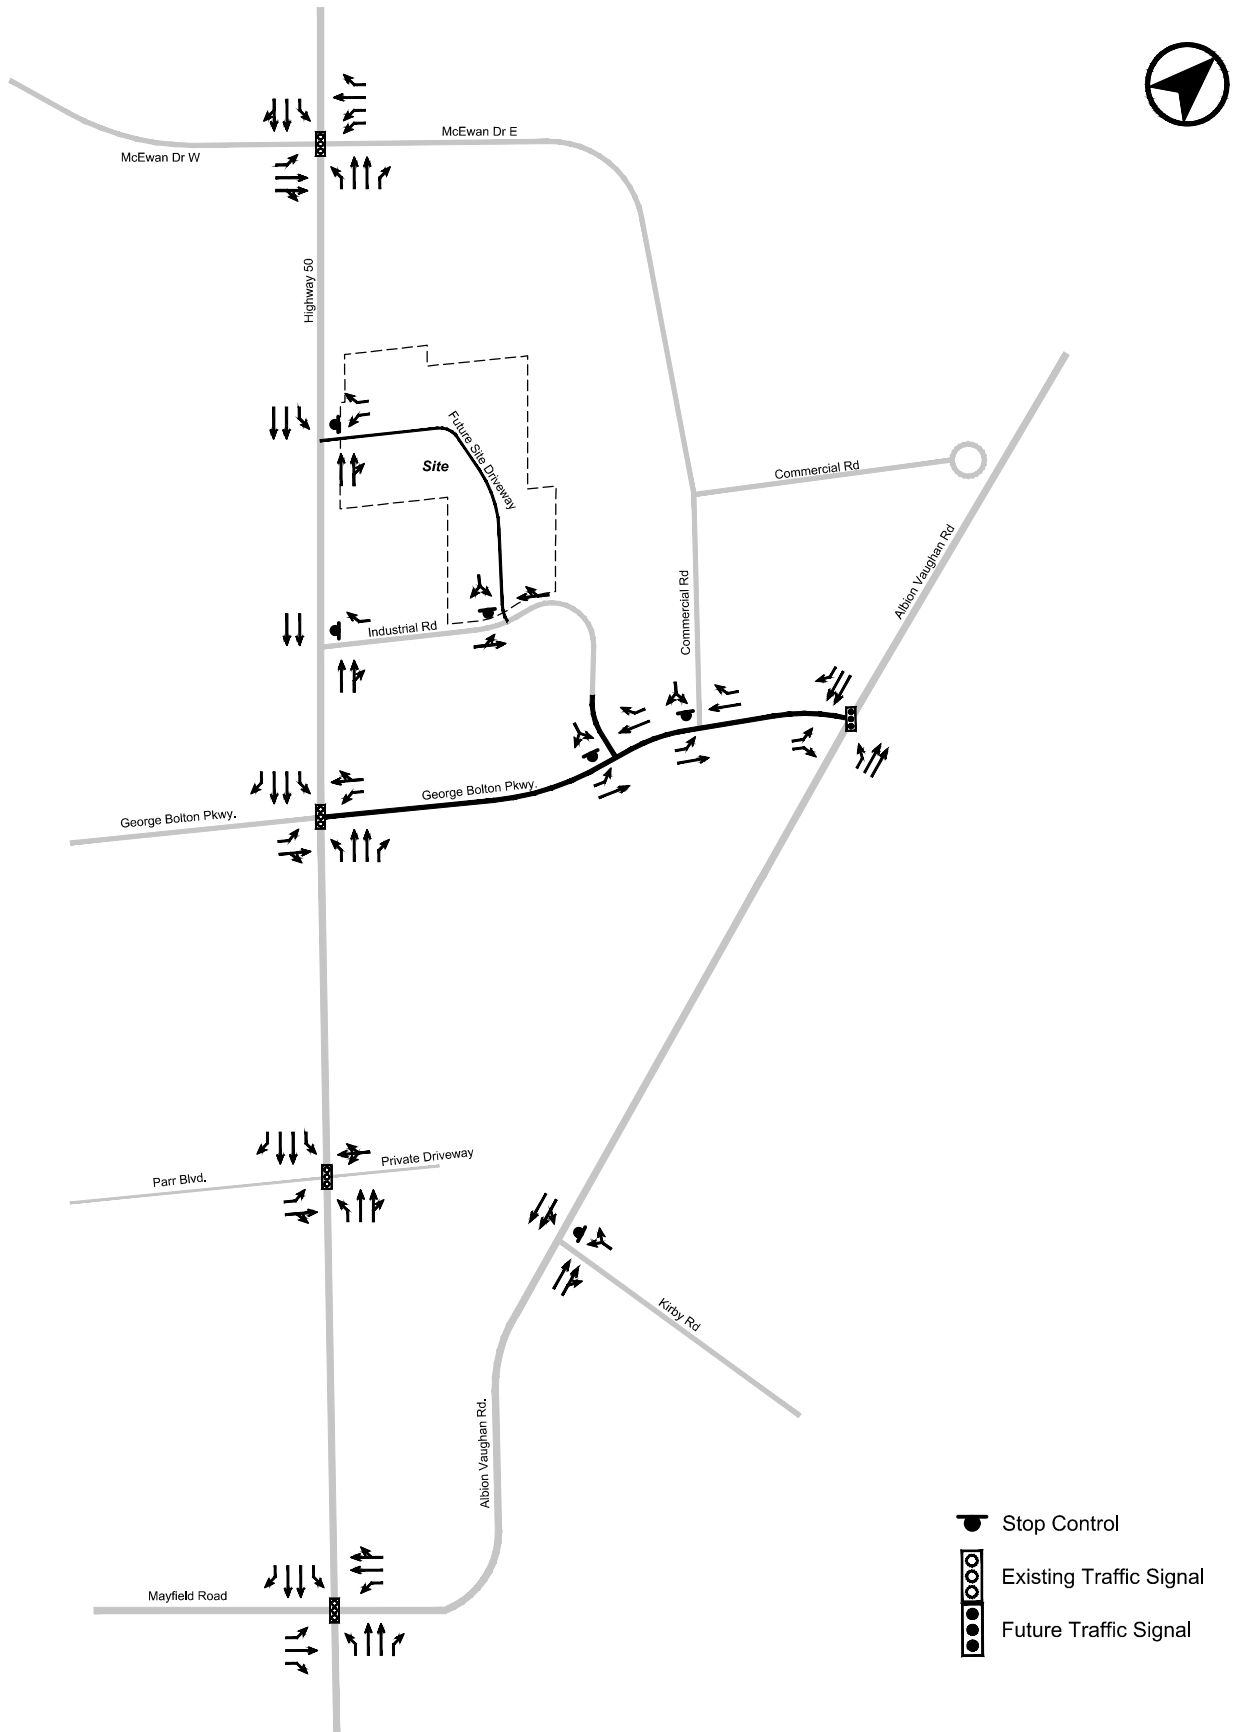 McEwan Dr E
McEwan Dr W
Highway 50
Future Site Driveway
Site
Commercial Rd
Albion Vaughan Rd
Commercial Rd
Industrial Rd
George Bolton Pkwy.
George Bolton Pkwy.
Private Driveway
Parr Blvd.
Kirby Rd
Albion Vaughan Rd.
Mayfield Road
Stop Control
Existing Traffic Signal
Future Traffic Signal